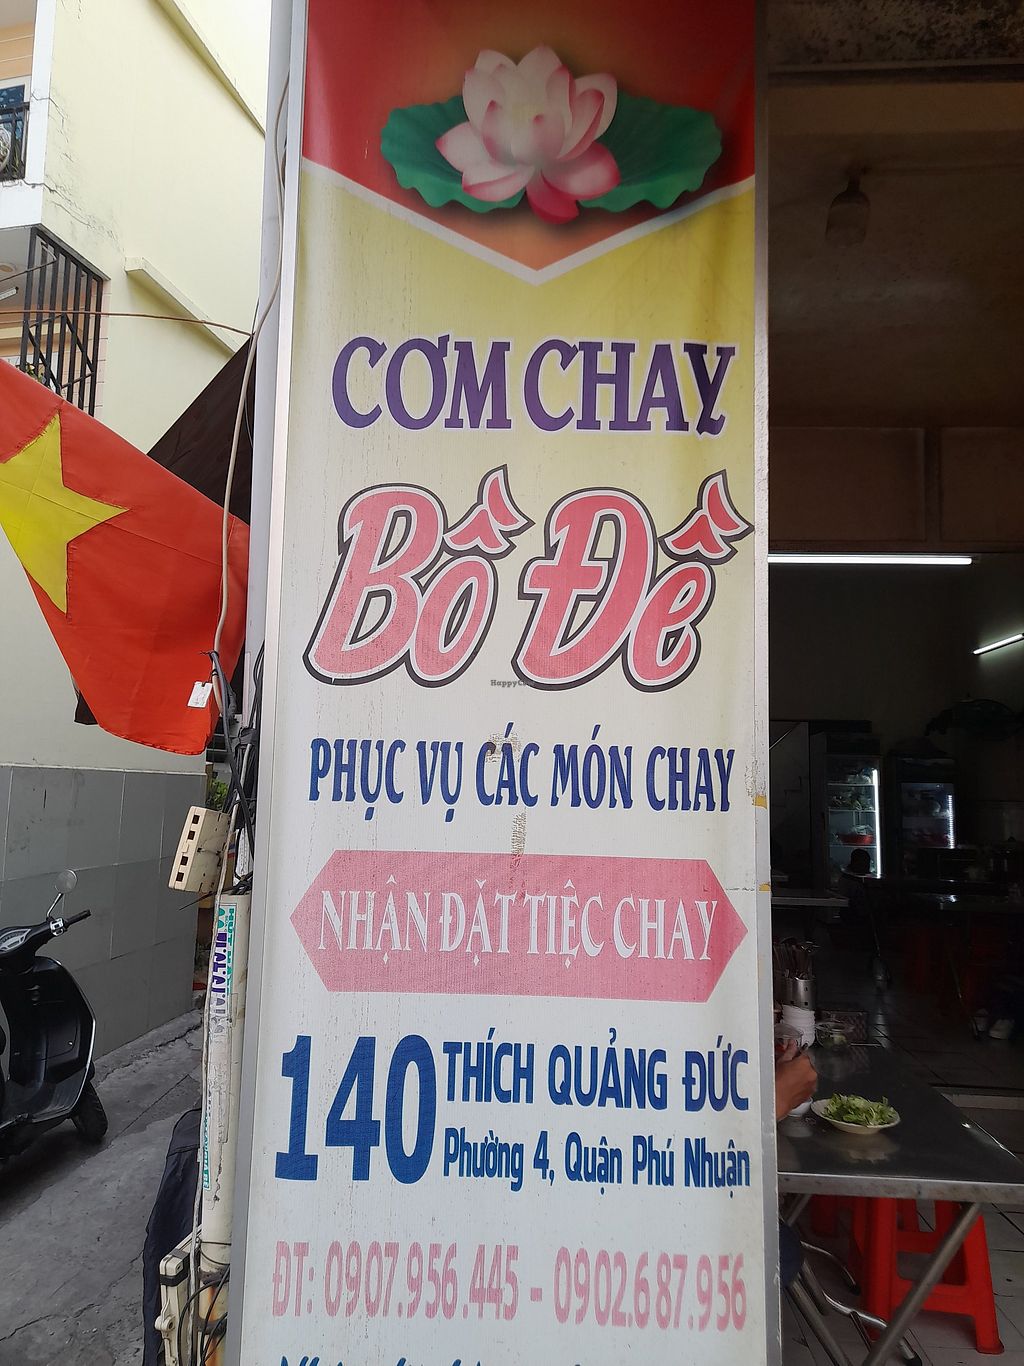 CƠM CHAY
Bồ Đề
HappyCow
PHỤC VỤ CÁC MÓN CHAY
NHẬN ĐẶT TIỆC CHAY
140 THÍCH QUẢNG ĐỨC
Phường 4, Quận Phú Nhuận
ĐT: 0907.956.445 - 0902.687.956